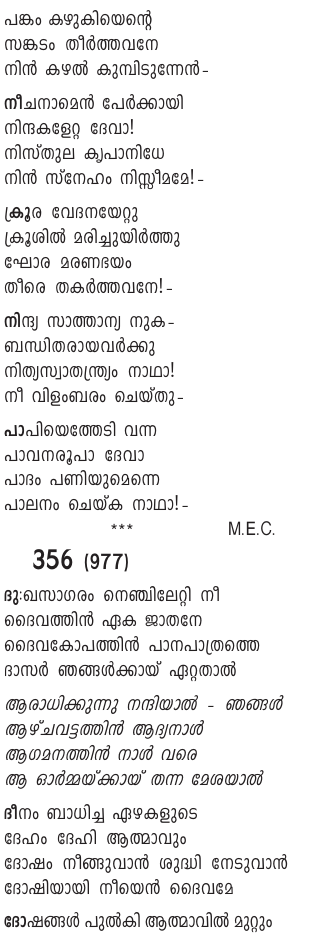 പങ്കം കഴുകിയെന്റെ
സങ്കടം തീർത്തവനേ
നിൻ കഴൽ കുമ്പിടുന്നേൻ-
നീചനാമെൻ പേർക്കായി
നിന്ദകളേറ്റ ദേവാ!
നിസ്തുല കൃപാനിധേ
നിൻ സ്നേഹം നിസ്സീമമേ!-
ക്രൂര വേദനയേറ്റു
ക്രൂശിൽ മരിച്ചുയിർത്തു
ഘോര മരണഭയം
തീരെ തകർത്തവനേ!-
നിന്ദ്യ സാത്താന്യ നുക-
ബന്ധിതരായവർക്കു
നിത്യസ്വാതന്ത്ര്യം നാഥാ!
നീ വിളംബരം ചെയ്തു-
പാപിയെത്തേടി വന്ന
പാവനരൂപാ ദേവാ
പാദം പണിയുമെന്നെ
പാലനം ചെയ്ക നാഥാ!-
*** M.E.C.
356 (977)
ദു:ഖസാഗരം നെഞ്ചിലേറ്റി നീ
ദൈവത്തിൻ ഏക ജാതനേ
ദൈവകോപത്തിൻ പാനപാത്രത്തെ
ദാസർ ഞങ്ങൾക്കായ് ഏറ്റതാൽ
ആരാധിക്കുന്നു നന്ദിയാൽ - ഞങ്ങൾ
ആഴ്ചവട്ടത്തിൻ ആദ്യനാൾ
ആഗമനത്തിൻ നാൾ വരെ
ആ ഓർമ്മയ്ക്കായ് തന്ന മേശയാൽ
ദീനം ബാധിച്ച ഏഴകളുടെ
ദേഹം ദേഹി ആത്മാവും
ദോഷം നീങ്ങുവാൻ ശുദ്ധി നേടുവാൻ
ദോഷിയായി നീയെൻ ദൈവമേ
ദോഷങ്ങൾ പുൽകി ആത്മാവിൽ മുറ്റും